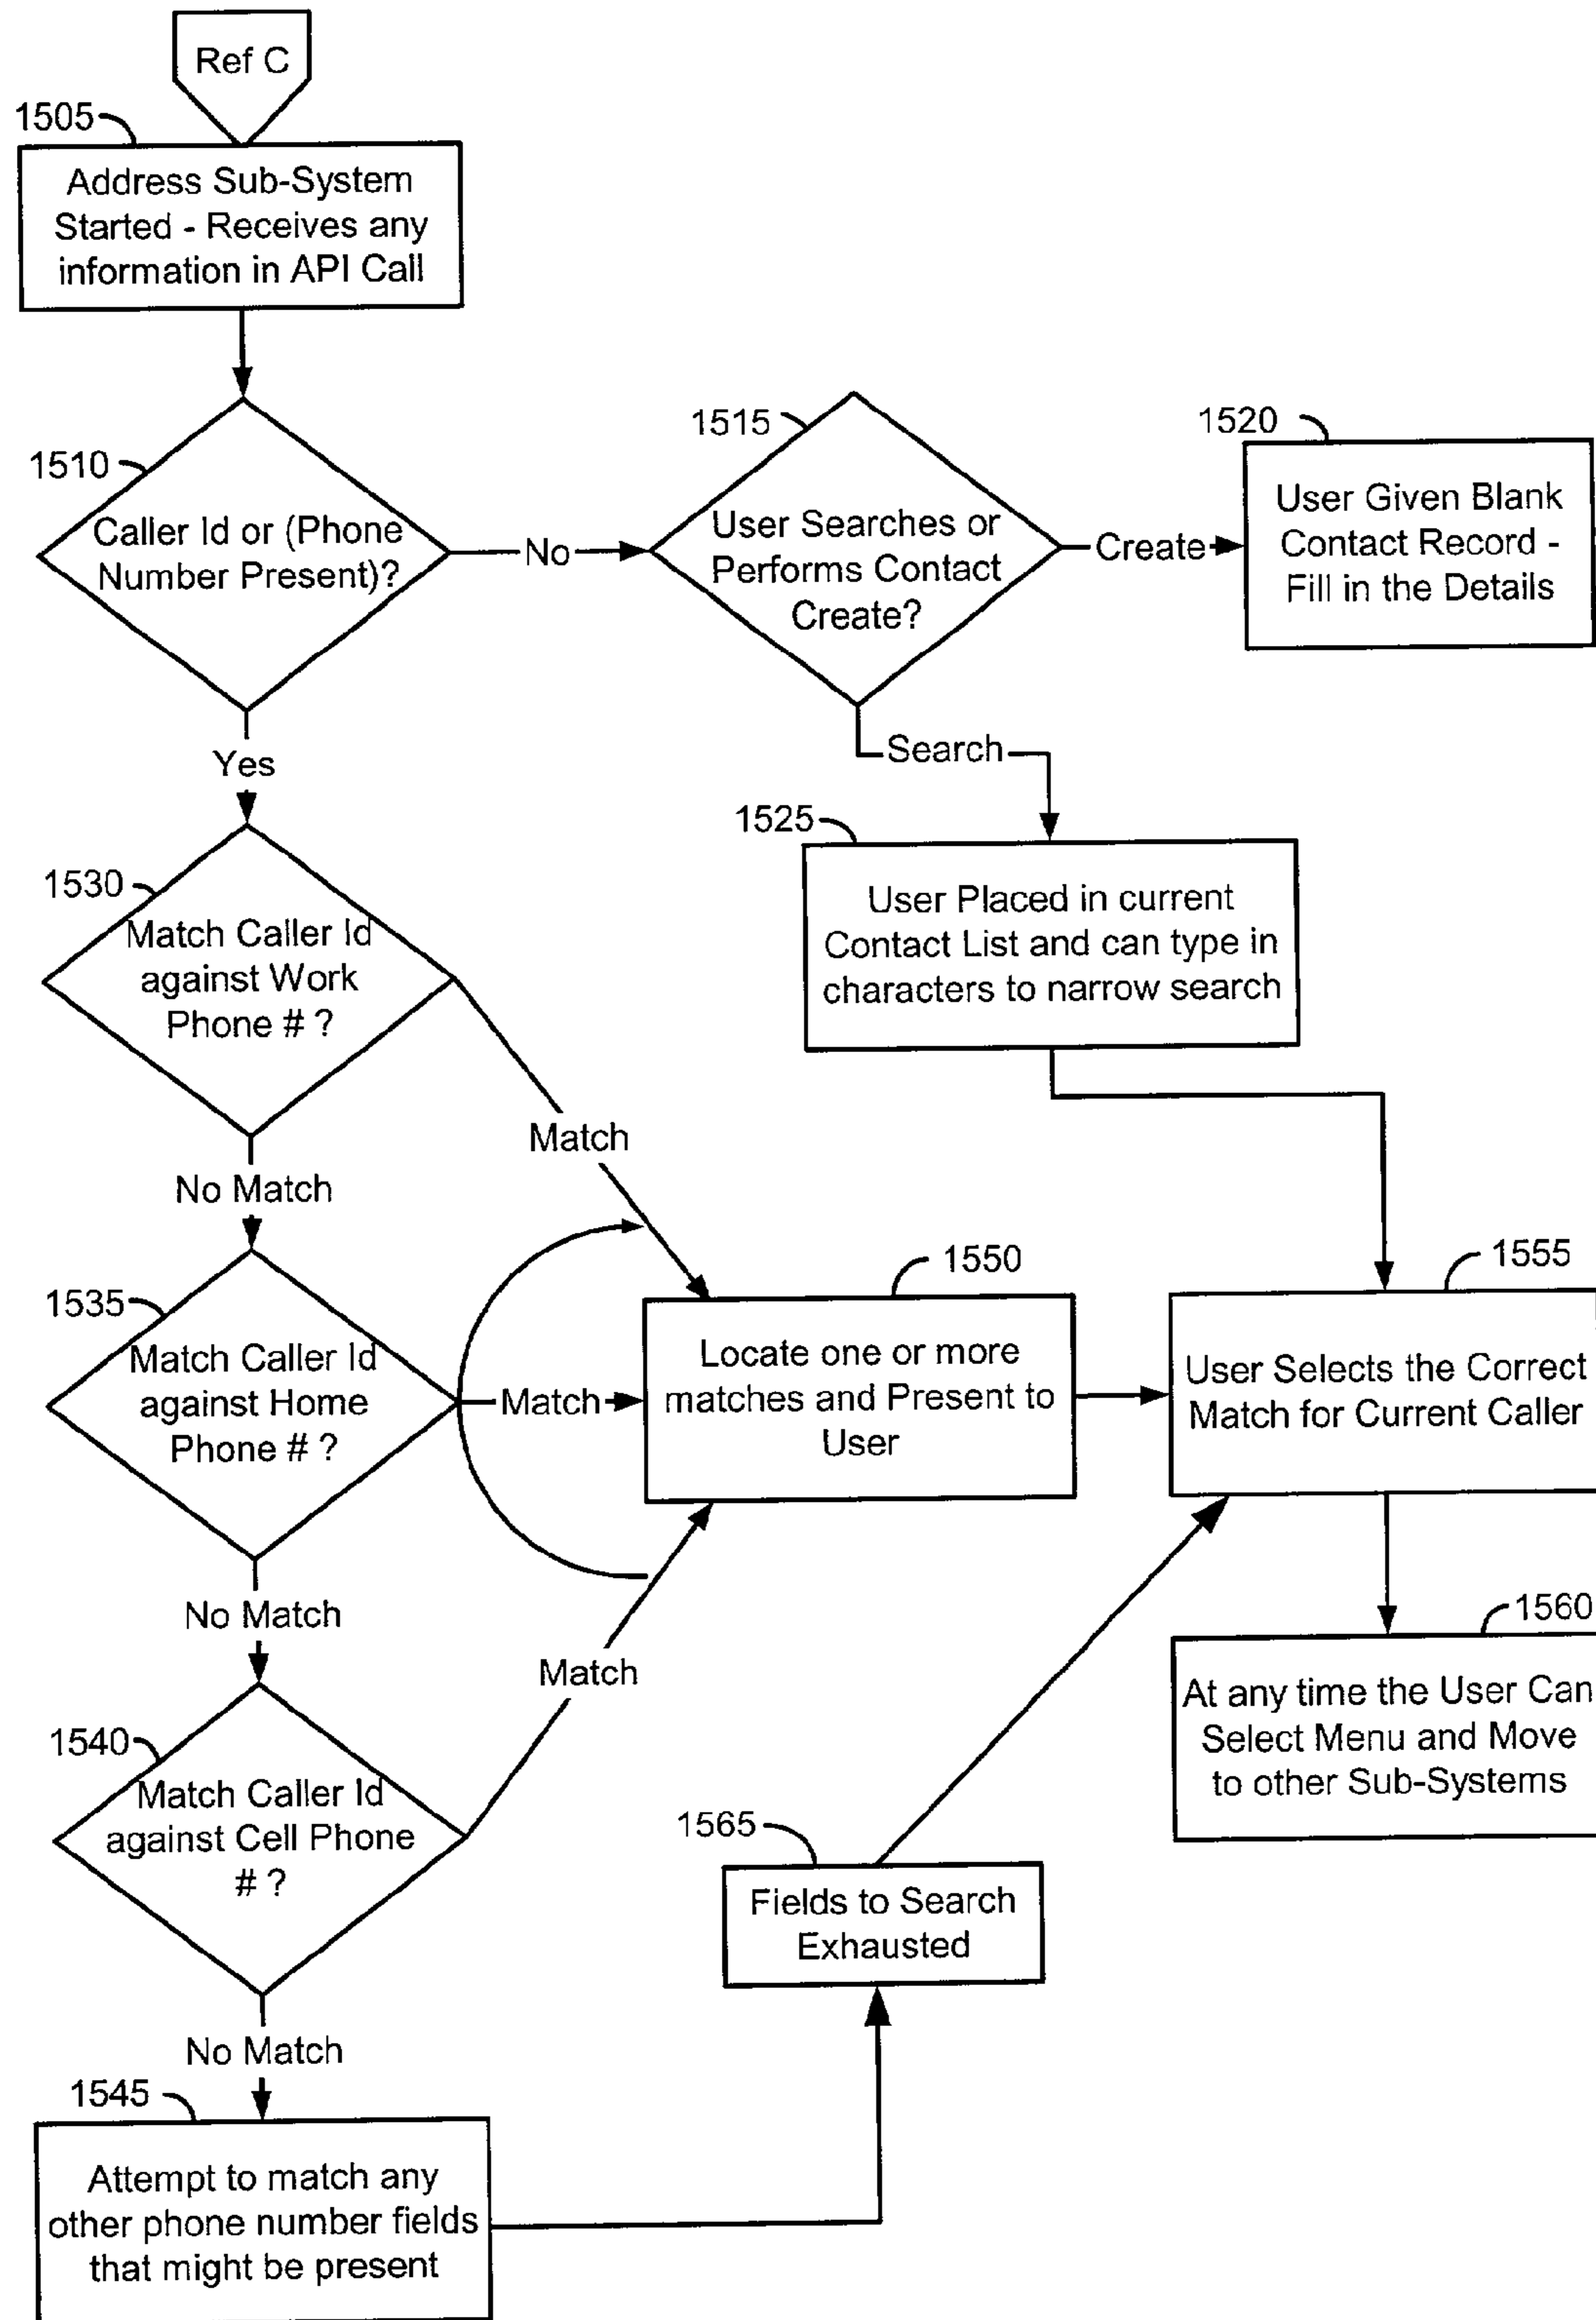 Ref C
1505
Address Sub-System
Started - Receives any
information in API Call
1510
Caller Id or (Phone
Number Present)?
No
1515
User Searches or
Performs Contact
Create?
Create
1520
User Given Blank
Contact Record -
Fill in the Details
Yes
Search
1525
User Placed in current
Contact List and can type in
characters to narrow search
1530
Match Caller Id
against Work
Phone # ?
Match
No Match
1535
Match Caller Id
against Home
Phone # ?
Match
1550
Locate one or more
matches and Present to
User
1555
User Selects the Correct
Match for Current Caller
No Match
1560
At any time the User Can
Select Menu and Move
to other Sub-Systems
1540
Match Caller Id
against Cell Phone
# ?
Match
1565
Fields to Search
Exhausted
No Match
1545
Attempt to match any
other phone number fields
that might be present